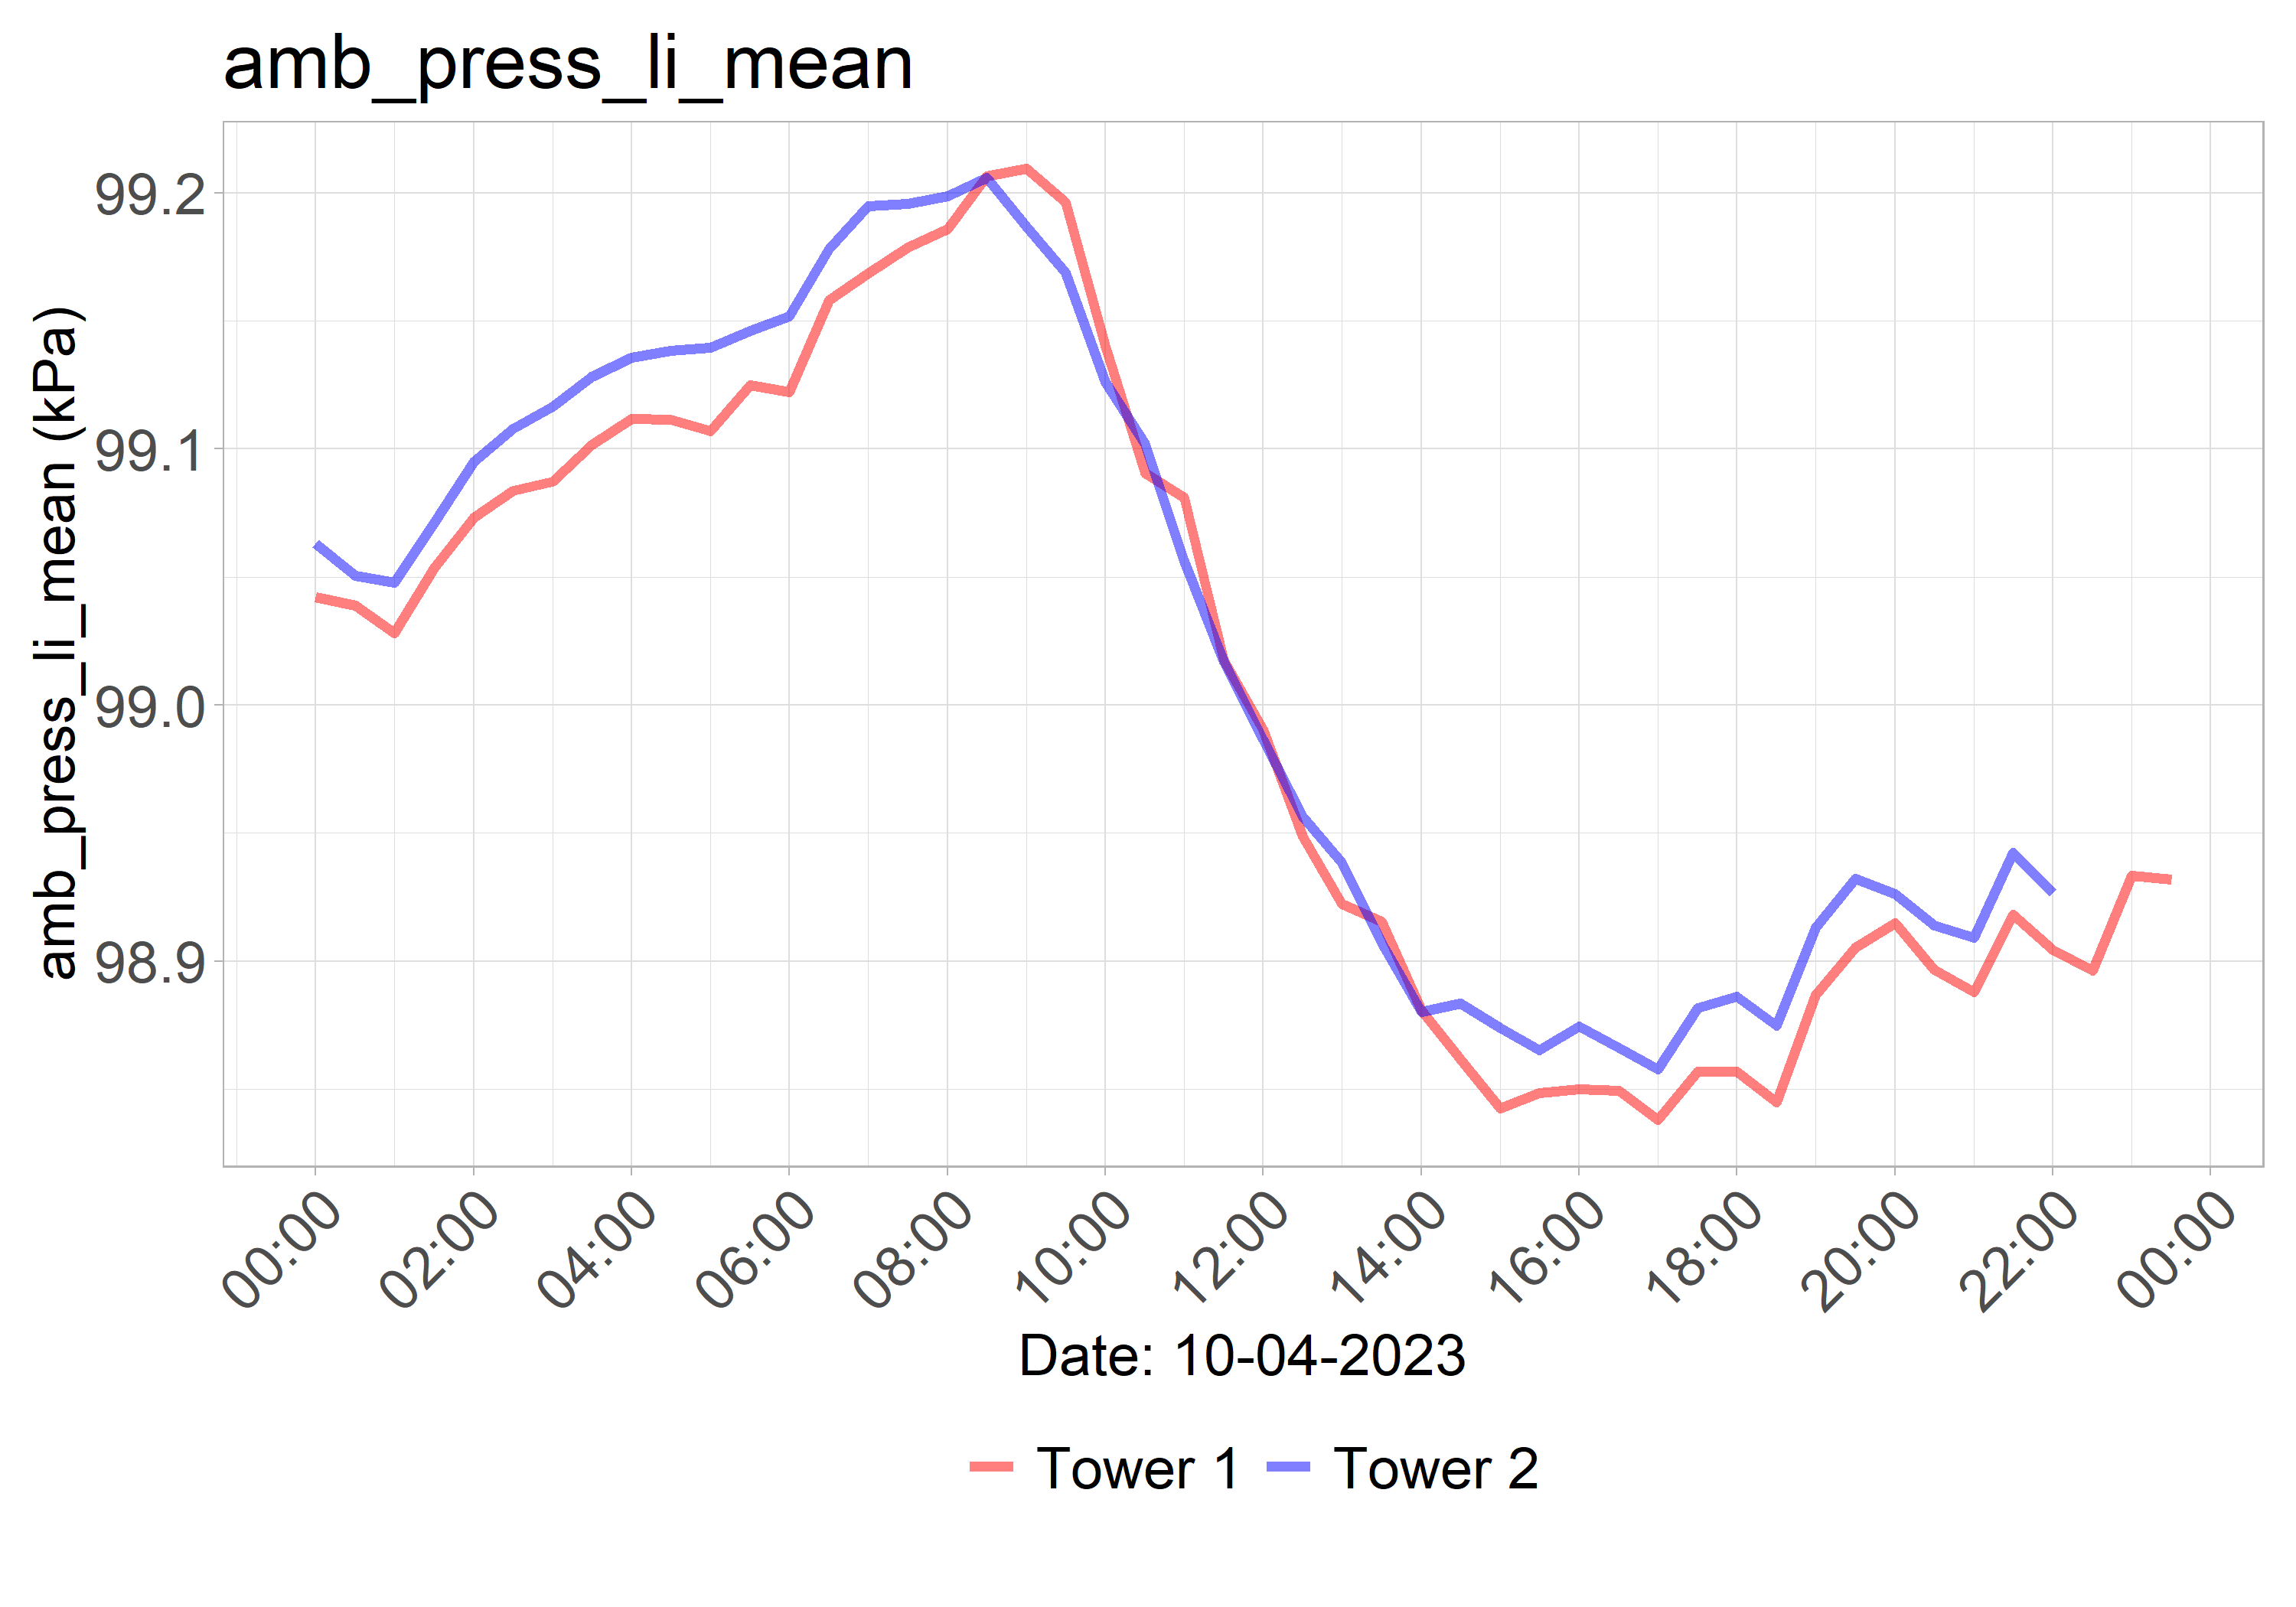 amb_press_li_mean
amb_press_li_mean (kPa)
99.2
99.1
99.0
98.9
00:00 02:00 04:00 06:00 08:00 10:00 12:00 14:00 16:00 18:00 20:00 22:00 00:00
Date: 10-04-2023
Tower 1 Tower 2